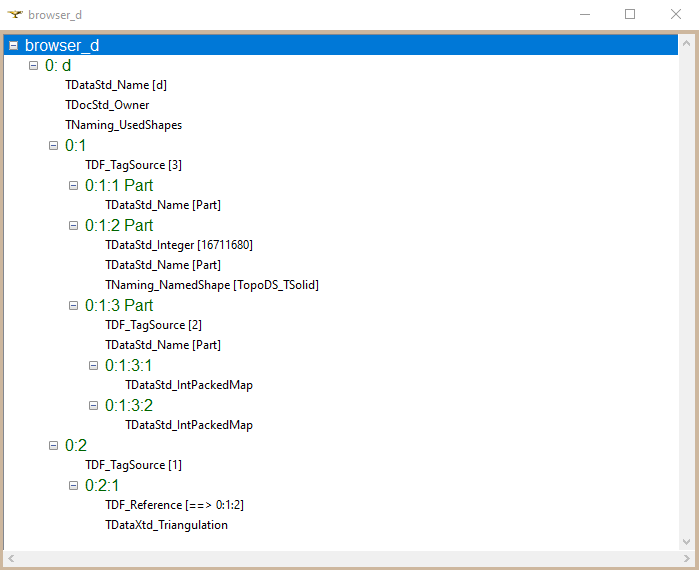 browser_d
browser_d
0: d
TDataStd_Name [d]
TDocStd_Owner
TNaming_UsedShapes
0:1
TDF_TagSource [3]
0:1:1 Part
TDataStd_Name [Part]
0:1:2 Part
TDataStd_Integer [16711680]
TDataStd_Name [Part]
TNaming_NamedShape [TopoDS_TSolid]
0:1:3 Part
TDF_TagSource [2]
TDataStd_Name [Part]
0:1:3:1
TDataStd_IntPackedMap
0:1:3:2
TDataStd_IntPackedMap
0:2
TDF_TagSource [1]
0:2:1
TDF_Reference [==> 0:1:2]
TDataXtd_Triangulation